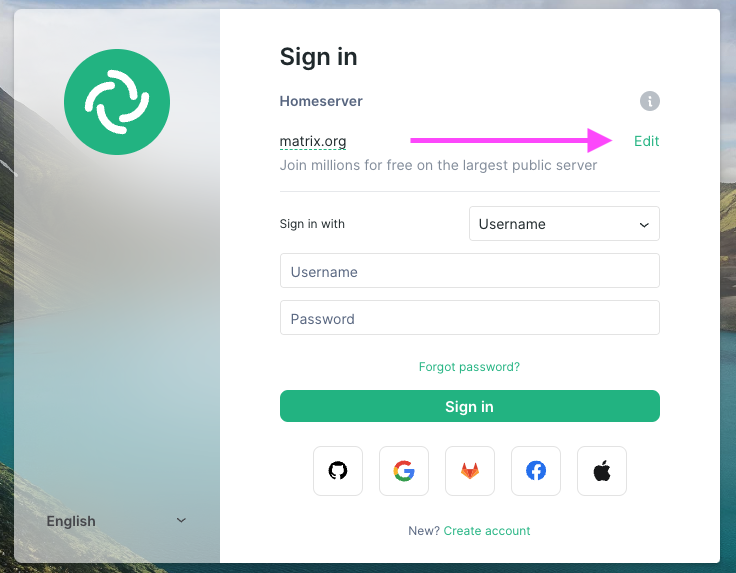 Sign in
Homeserver
matrix.org Edit
Join millions for free on the largest public server
Sign in with Username
Username
Password
Forgot password?
Sign in
English
New? Create account